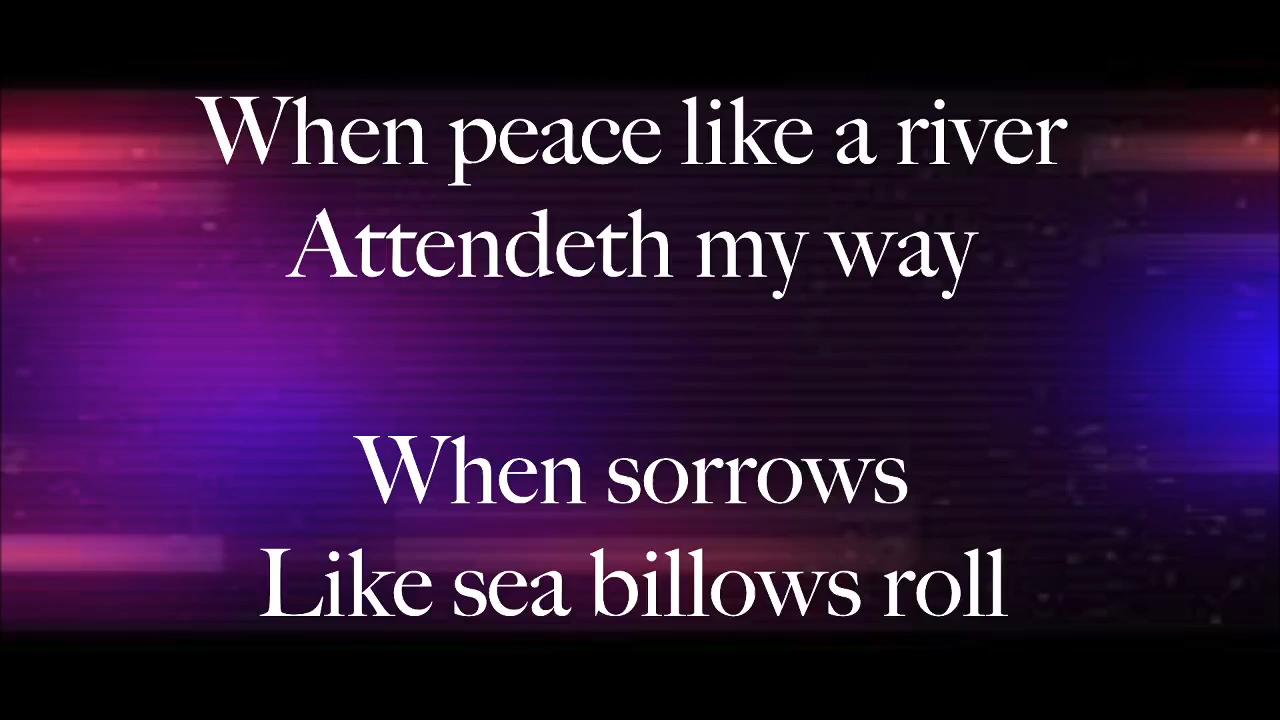 When peace like a river
Attendeth my way
When sorrows
Like sea billows roll